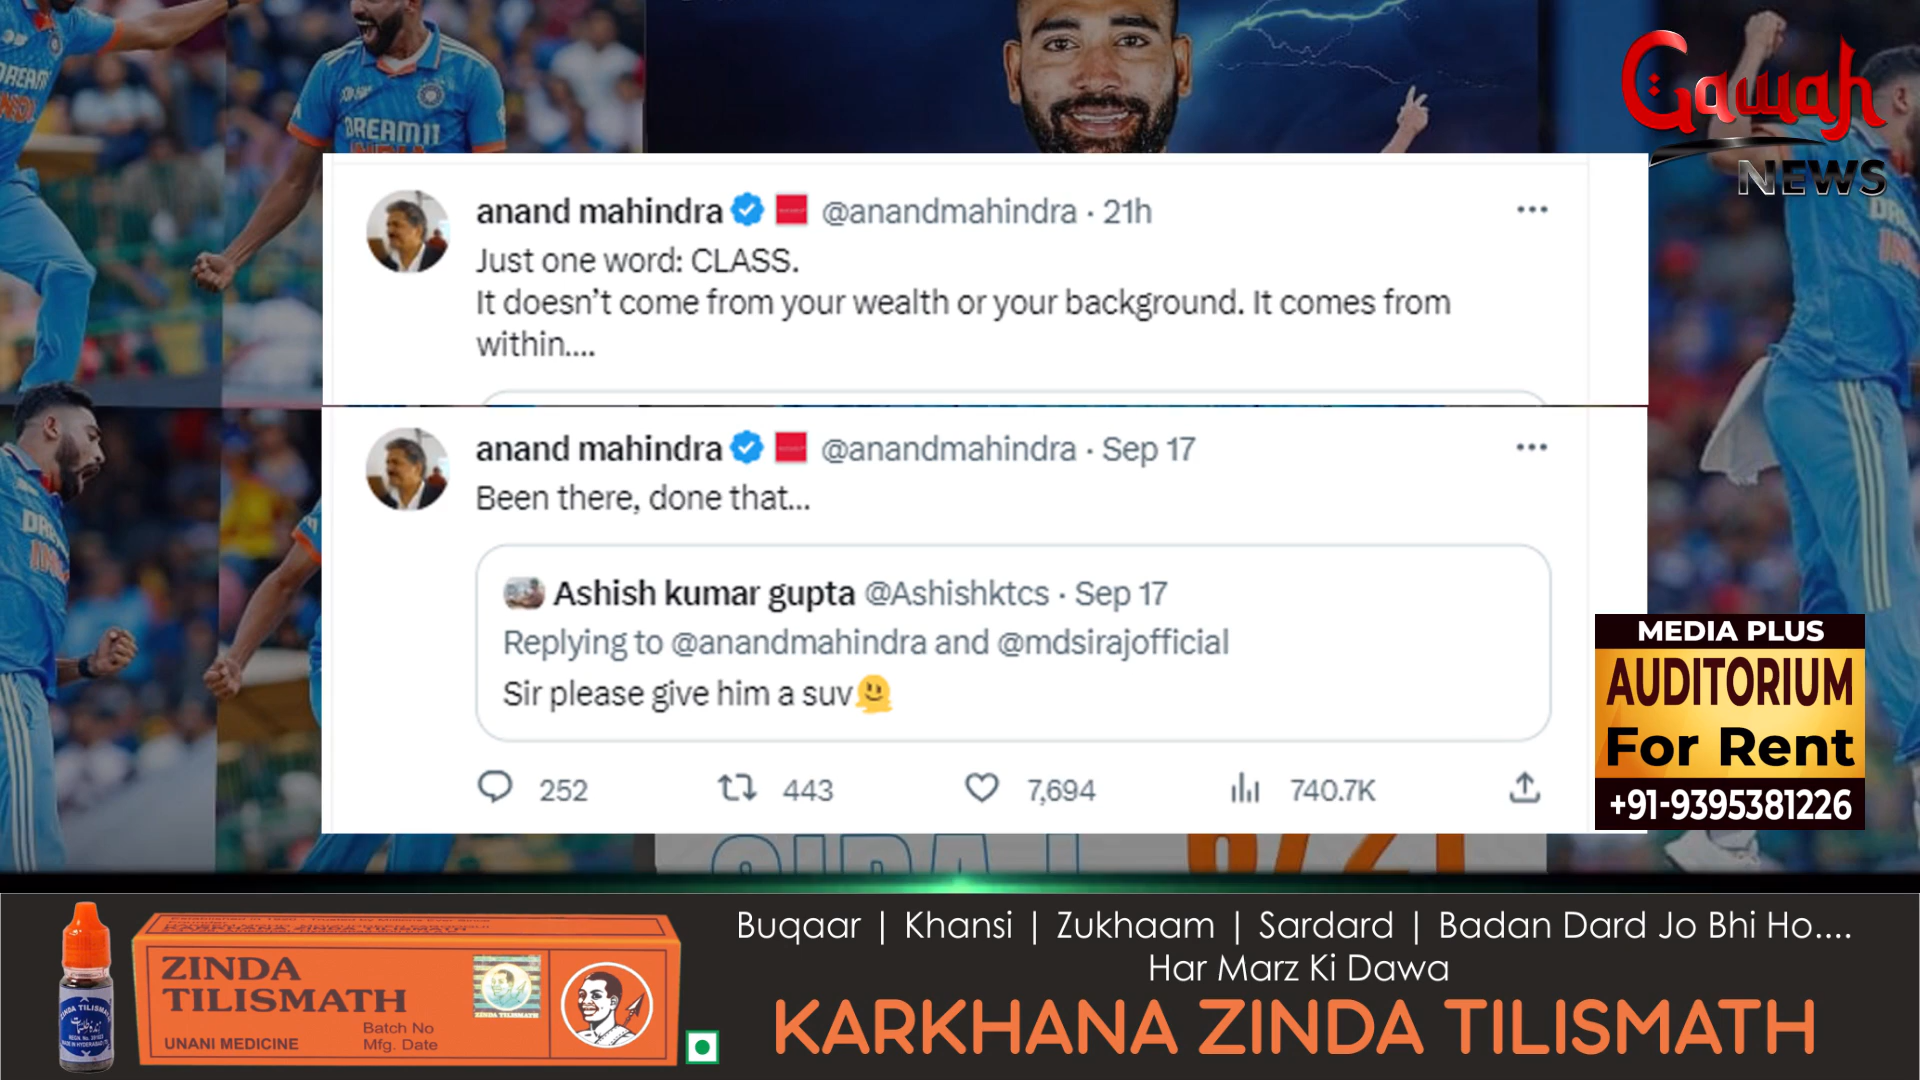 DREAM11
Gawah
NEWS
anand mahindra @anandmahindra · 21h
Just one word: CLASS.
It doesn’t come from your wealth or your background. It comes from
within....
anand mahindra @anandmahindra · Sep 17
Been there, done that...
Ashish kumar gupta @Ashishktcs · Sep 17
Replying to @anandmahindra and @mdsirajofficial
Sir please give him a suv🫠
252 443 7,694 740.7K
MEDIA PLUS
AUDITORIUM
For Rent
+91-9395381226
Buqaar | Khansi | Zukhaam | Sardard | Badan Dard Jo Bhi Ho....
Har Marz Ki Dawa
KARKHANA ZINDA TILISMATH
ZINDA
TILISMATH
Batch No
Mfg. Date
UNANI MEDICINE
ZINDA TILISMATH